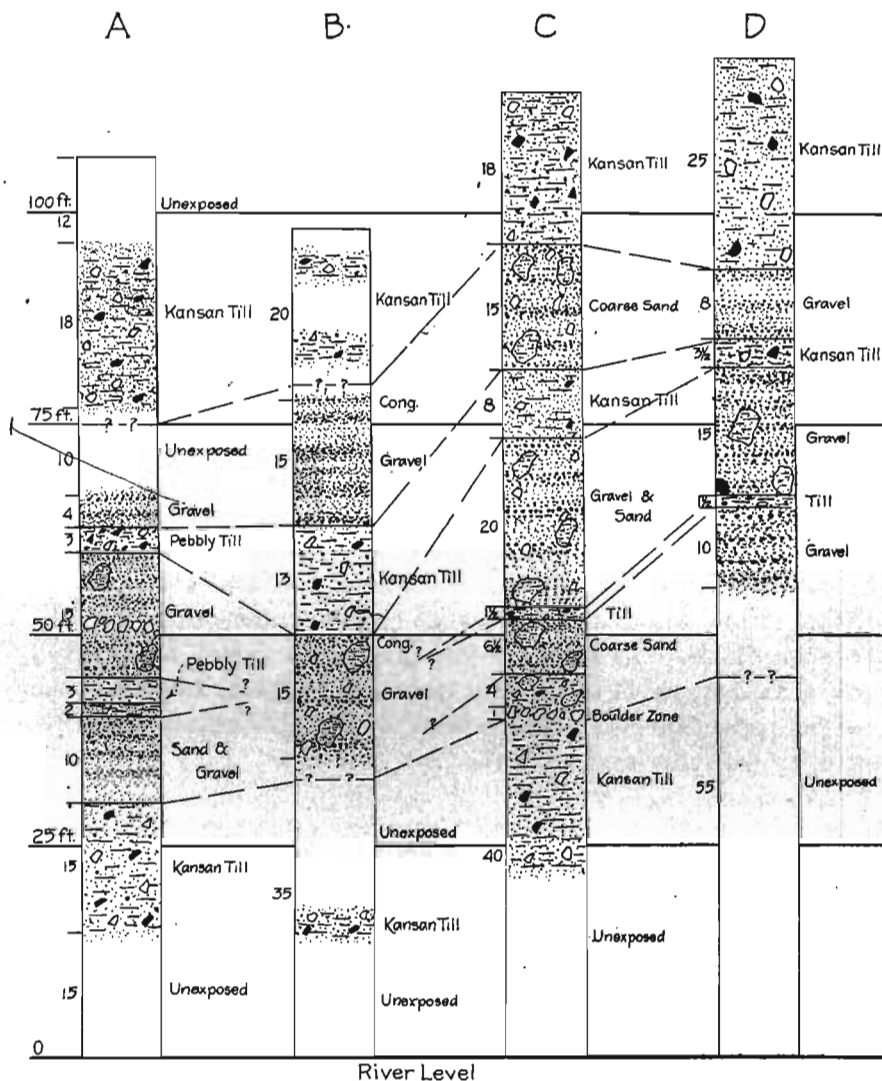 A B. C D
100 ft.
75 ft.
50 ft.
25 ft.
0
12
Unexposed
18
Kansan Till
? - ?
10
Unexposed
4
Gravel
3
Pebbly Till
Gravel
3
Pebbly Till
?
2
?
10
Sand &
Gravel
15
Kansan Till
15
Unexposed
20
Kansan Till
? - ?
Cong.
15
Gravel
13
Kansan Till
Cong.
15
Gravel
? ?
Unexposed
35
Kansan Till
Unexposed
18
Kansan Till
15
Coarse Sand
8
Kansan Till
20
Gravel &
Sand
1½
Till
?
?
6½
Coarse Sand
4
?
1
Boulder Zone
Kansan Till
40
Unexposed
25
Kansan Till
8
Gravel
3½
Kansan Till
15
Gravel
1½
Till
10
Gravel
? - ?
55
Unexposed
River Level